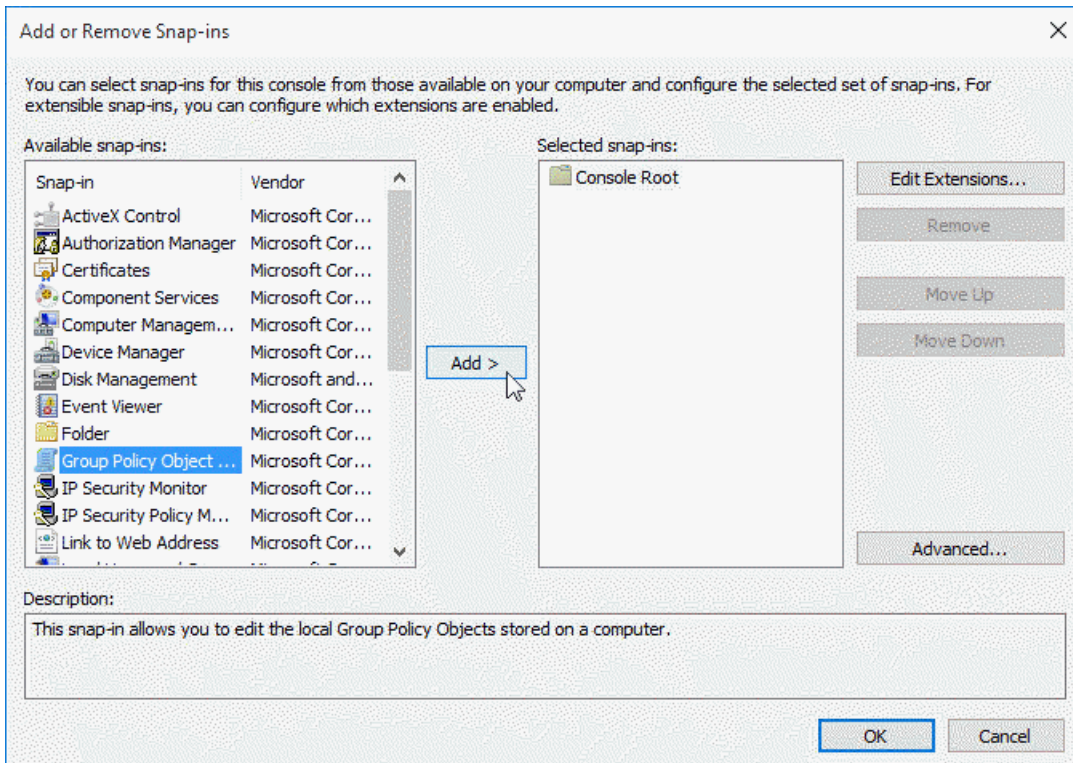 Add or Remove Snap-ins
You can select snap-ins for this console from those available on your computer and configure the selected set of snap-ins. For
extensible snap-ins, you can configure which extensions are enabled.
Available snap-ins:
Snap-in Vendor
ActiveX Control Microsoft Cor...
Authorization Manager Microsoft Cor...
Certificates Microsoft Cor...
Component Services Microsoft Cor...
Computer Managem... Microsoft Cor...
Device Manager Microsoft Cor...
Disk Management Microsoft and...
Event Viewer Microsoft Cor...
Folder Microsoft Cor...
Group Policy Object ... Microsoft Cor...
IP Security Monitor Microsoft Cor...
IP Security Policy M... Microsoft Cor...
Link to Web Address Microsoft Cor...
Add >
Selected snap-ins:
Console Root
Edit Extensions...
Remove
Move Up
Move Down
Advanced...
Description:
This snap-in allows you to edit the local Group Policy Objects stored on a computer.
OK
Cancel